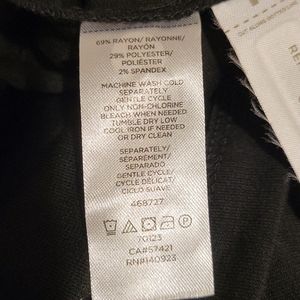 69% RAYON/ RAYONNE/
RAYÓN
29% POLYESTER/
POLIÉSTER
2% SPANDEX
MACHINE WASH COLD
SEPARATELY
GENTLE CYCLE
ONLY NON-CHLORINE
BLEACH WHEN NEEDED
TUMBLE DRY LOW
COOL IRON IF NEEDED
OR DRY CLEAN
SEPARATELY/
SÉPARÉMENT/
SEPARADO
GENTLE CYCLE/
CYCLE DÉLICAT/
CICLO SUAVE
468727
70123
CA#57421
RN#140923